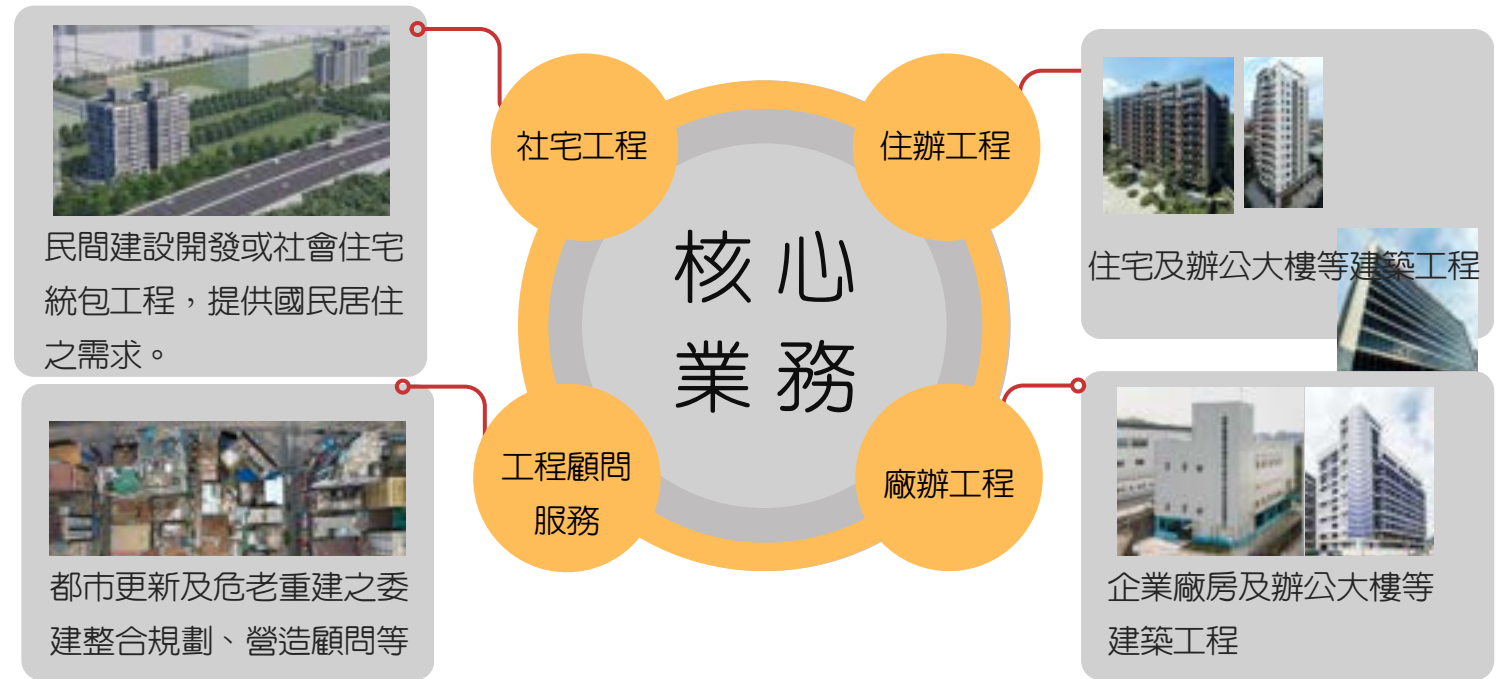 社宅工程
民間建設開發或社會住宅
統包工程，提供國民居住
之需求。
住辦工程
住宅及辦公大樓等建築工程
核心
業務
工程顧問
服務
都市更新及危老重建之委
建整合規劃、營造顧問等
廠辦工程
企業廠房及辦公大樓等
建築工程